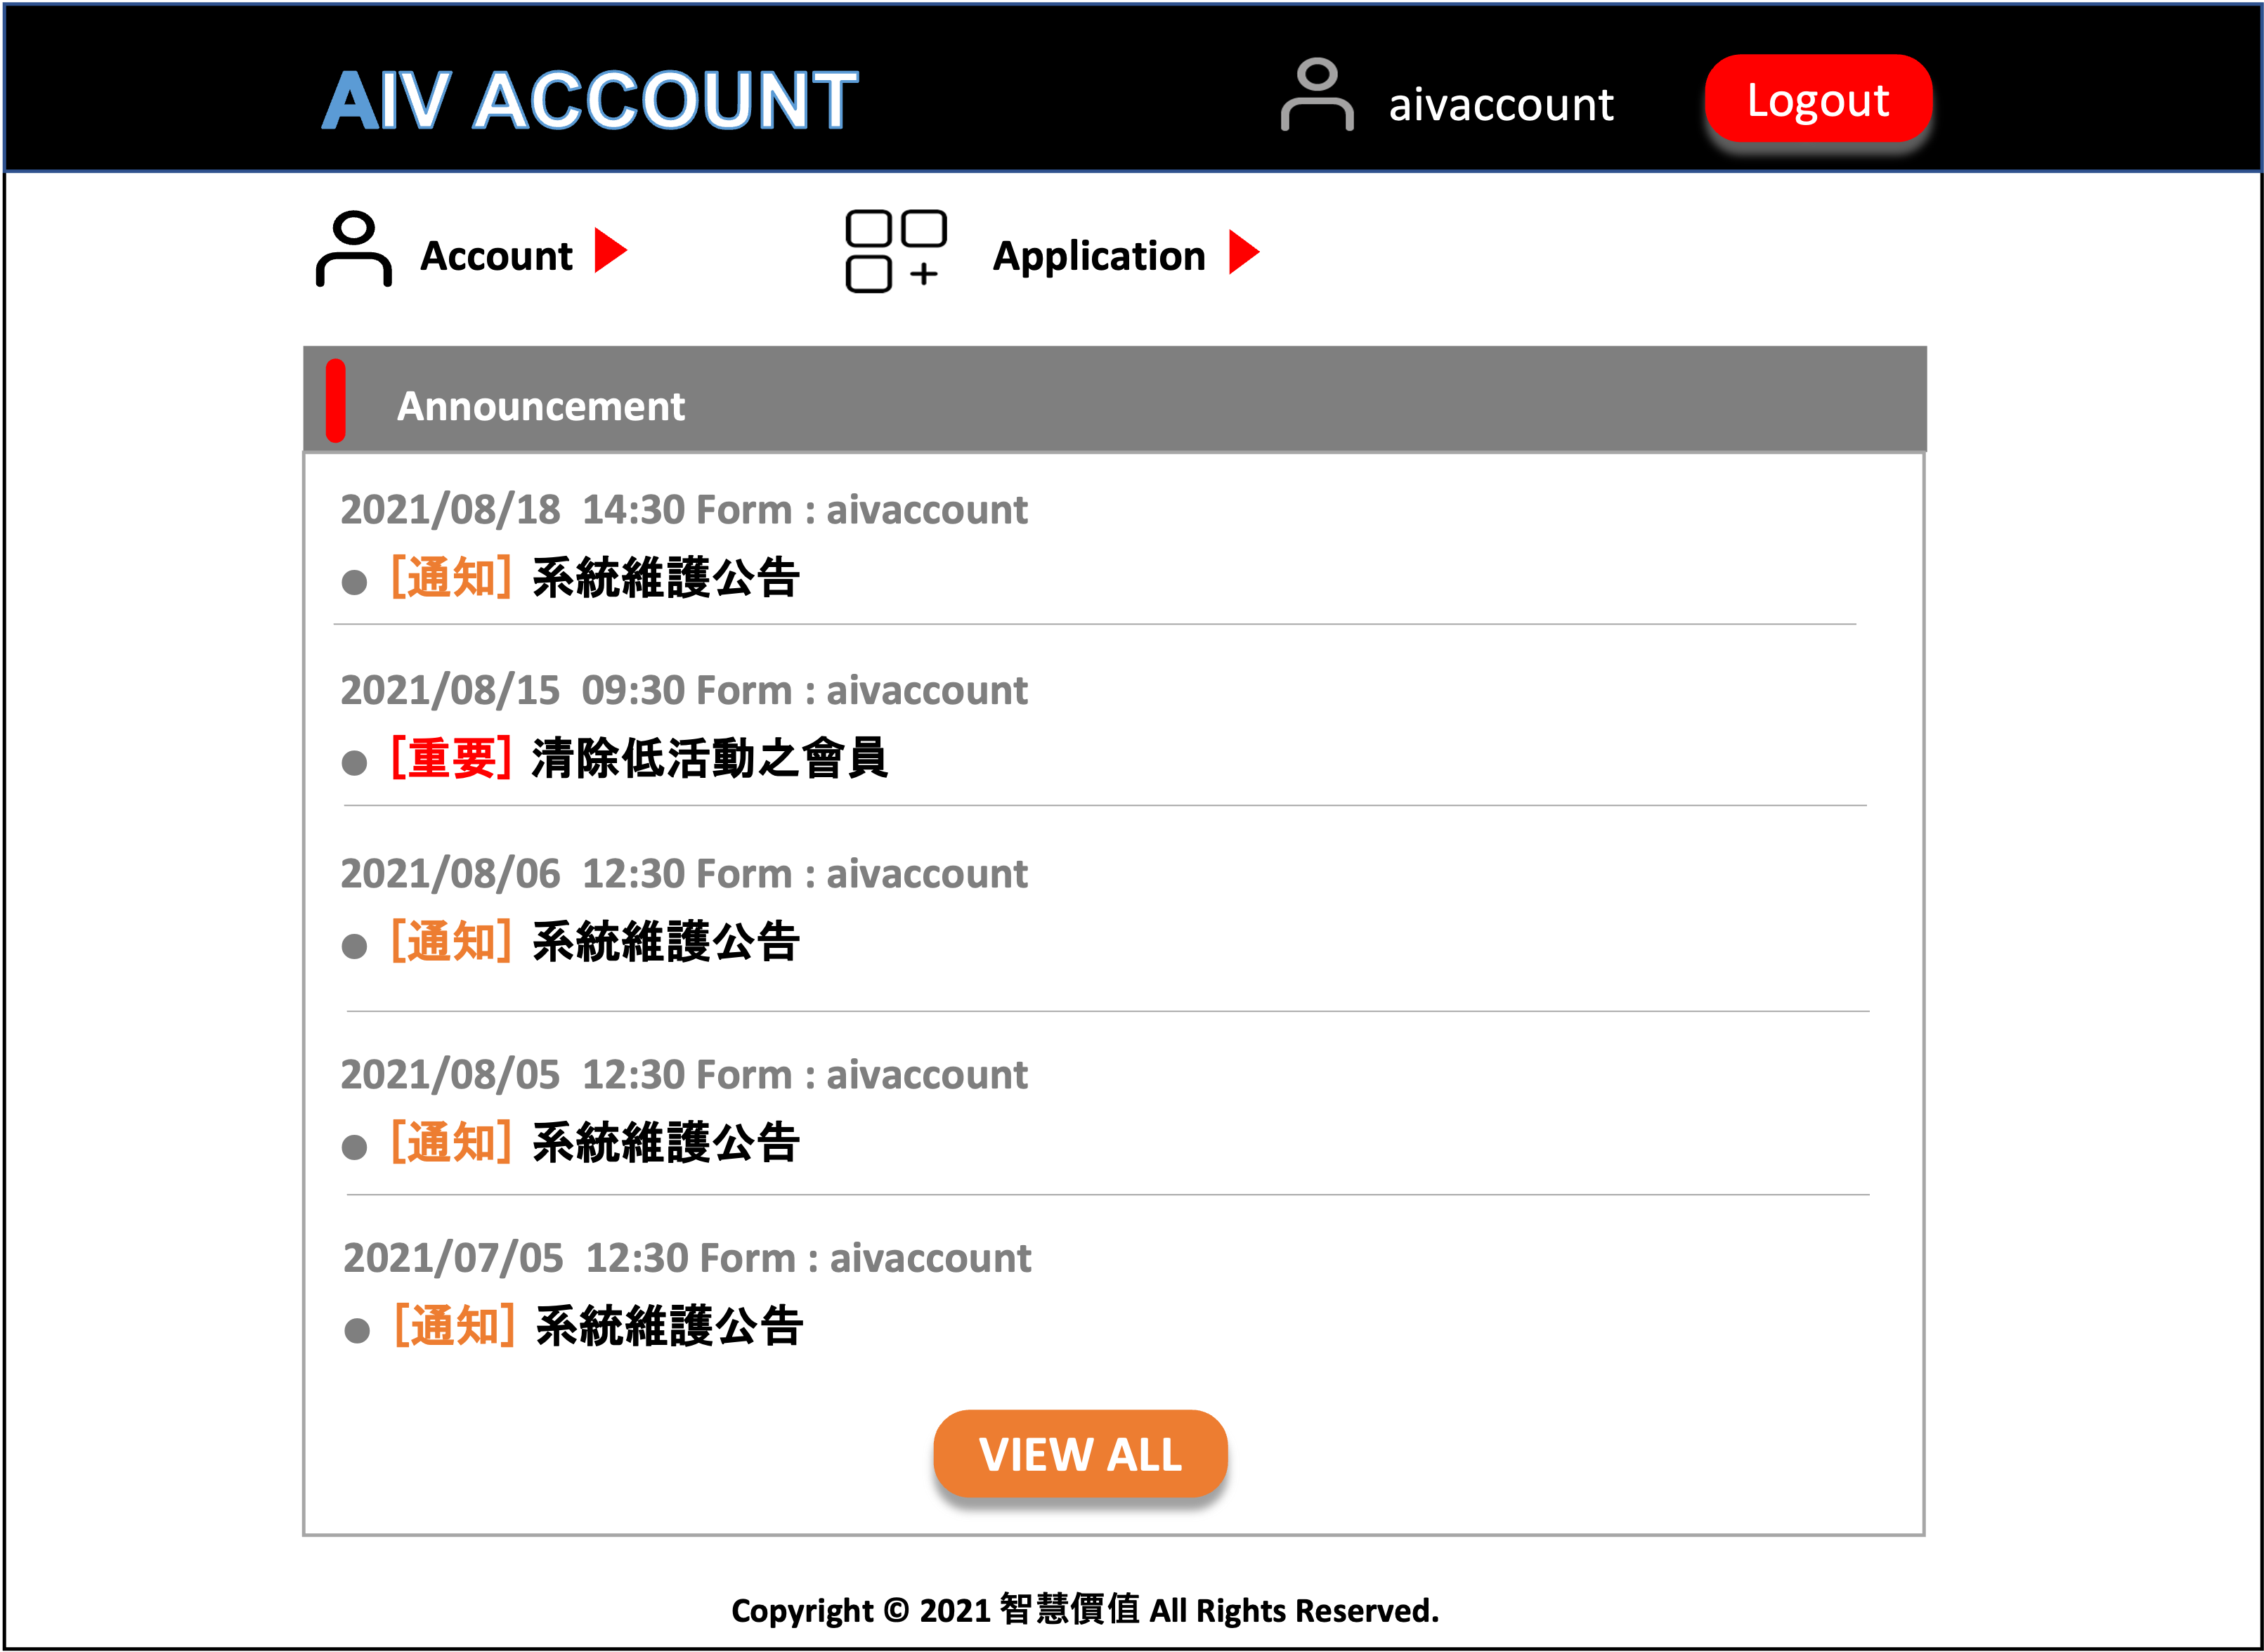 AIV ACCOUNT
aivaccount
Logout
Account
Application
Announcement
2021/08/18 14:30 Form : aivaccount
[通知] 系統維護公告
2021/08/15 09:30 Form : aivaccount
[重要] 清除低活動之會員
2021/08/06 12:30 Form : aivaccount
[通知] 系統維護公告
2021/08/05 12:30 Form : aivaccount
[通知] 系統維護公告
2021/07/05 12:30 Form : aivaccount
[通知] 系統維護公告
VIEW ALL
Copyright © 2021 智慧價值 All Rights Reserved.